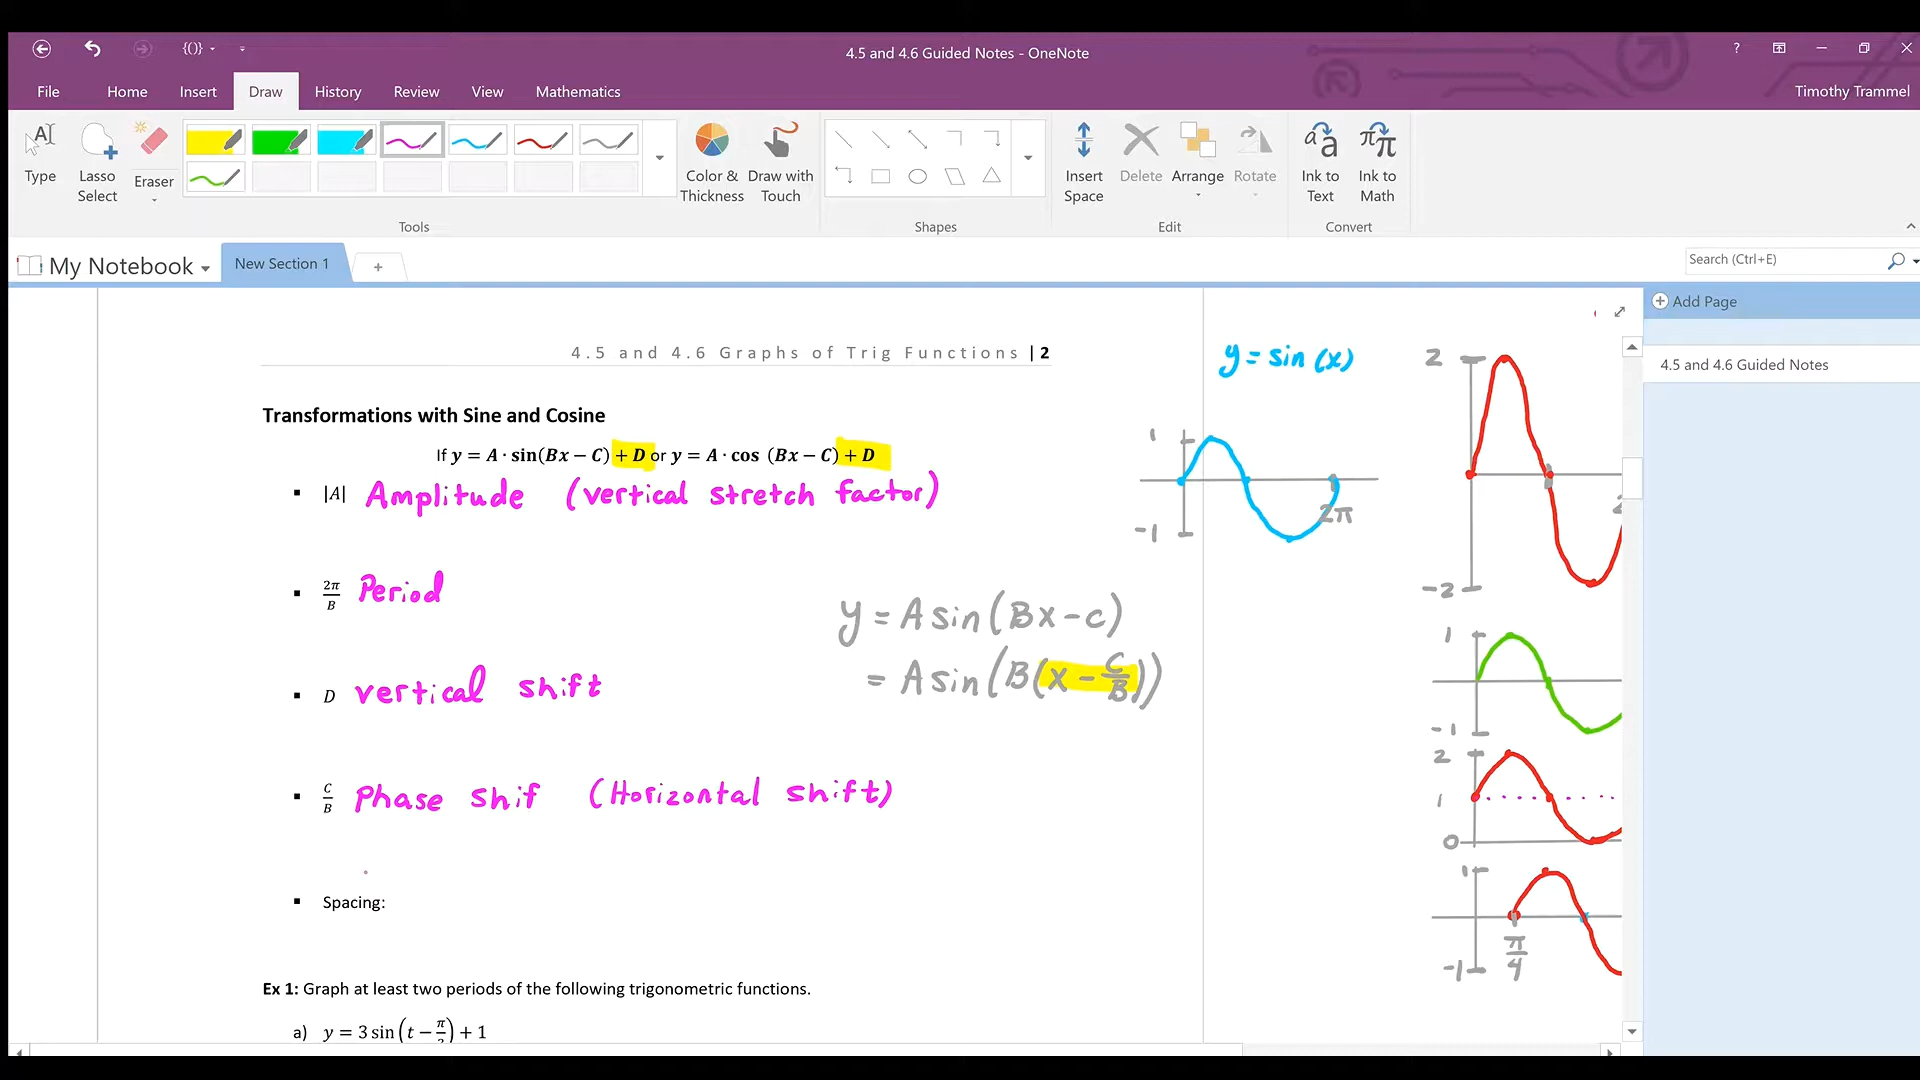 4.5 and 4.6 Guided Notes - OneNote
?
File Home Insert Draw History Review View Mathematics
Timothy Trammel
Type
Lasso Select
Eraser
Color & Thickness
Draw with Touch
Insert Space
Delete
Arrange
Rotate
Ink to Text
Ink to Math
Tools
Shapes
Edit
Convert
My Notebook
New Section 1
+
Search (Ctrl+E)
Add Page
4.5 and 4.6 Guided Notes
4.5 and 4.6 Graphs of Trig Functions | 2
Transformations with Sine and Cosine
If y = A · sin(Bx − C) + D or y = A · cos (Bx − C) + D
▪ |A| Amplitude (vertical stretch factor)
▪ 2π/B Period
▪ D vertical shift
▪ C/B Phase shif (Horizontal shift)
▪ Spacing:
Ex 1: Graph at least two periods of the following trigonometric functions.
a) y = 3 sin(t − π/2) + 1
y = A sin(Bx - c)
= A sin(B(x - C/B))
y = sin(x)
1
-1
2π
2
-2
1
-1
2
1
0
1
-1
π/4